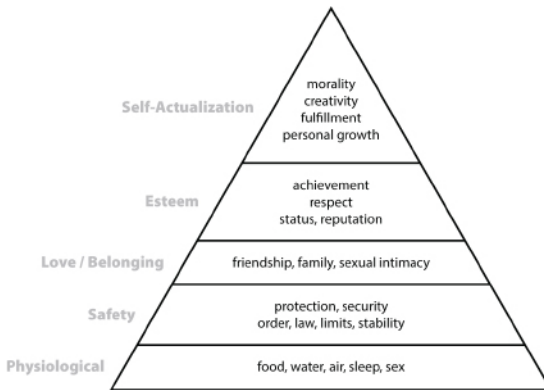 morality
creativity
Self-Actualization
fulfillment
personal growth
achievement
Esteem
respect
status, reputation
Love / Belonging
friendship, family, sexual intimacy
Safety
protection, security
order, law, limits, stability
Physiological
food, water, air, sleep, sex